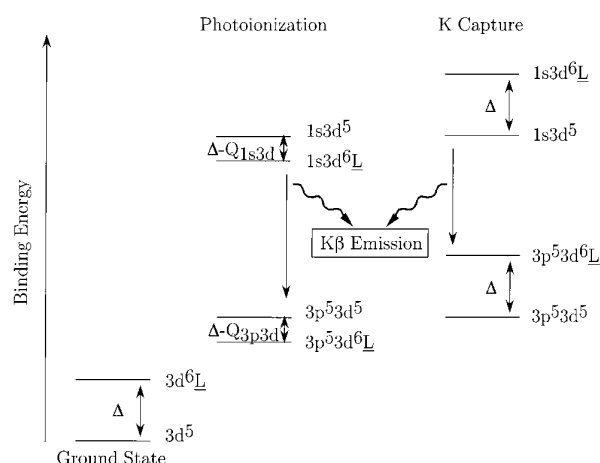 Photoionization
K Capture
1s3d⁶L̲
Δ
1s3d⁵
1s3d⁵
Δ-Q1s3d
1s3d⁶L̲
Kβ Emission
Binding Energy
3p⁵3d⁶L̲
Δ
3p⁵3d⁵
3p⁵3d⁵
Δ-Q3p3d
3p⁵3d⁶L̲
3d⁶L̲
Δ
3d⁵
Ground State